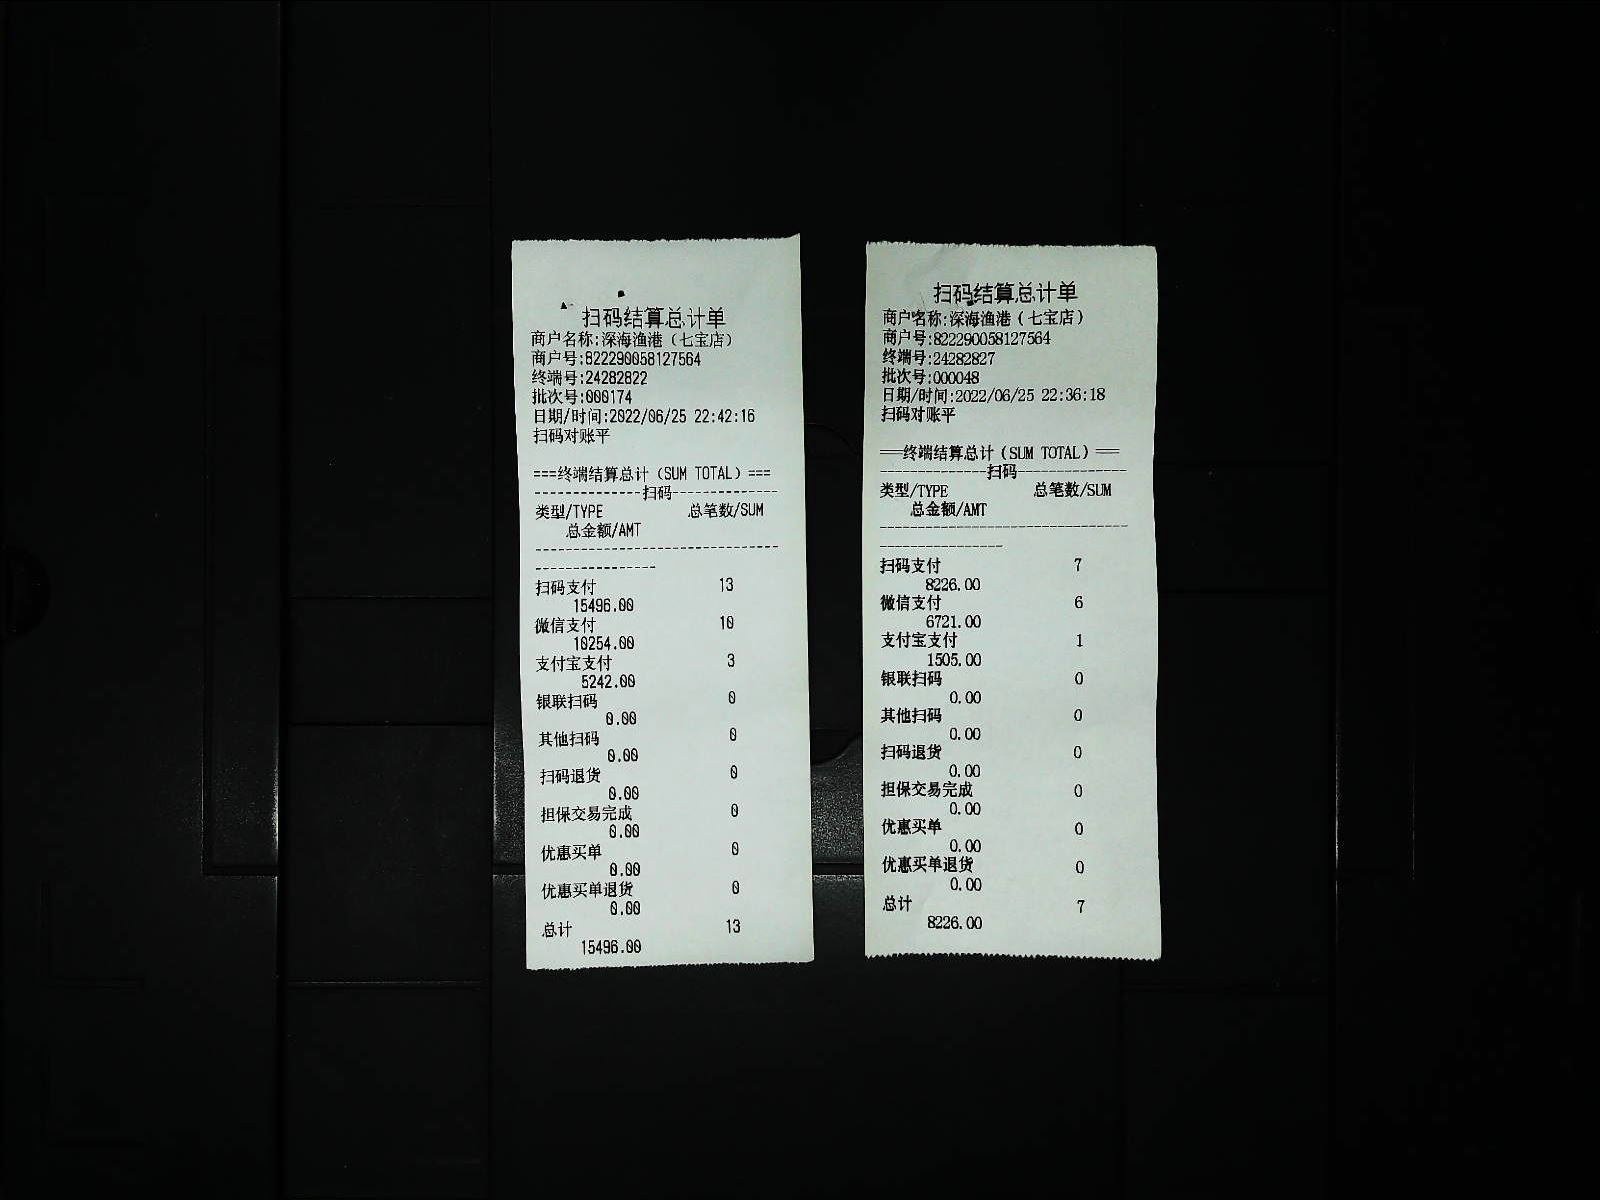 扫码结算总计单
商户名称:深海渔港（七宝店）
商户号:822290058127564
终端号:24282822
批次号:000174
日期/时间:2022/06/25 22:42:16
扫码对账平
===终端结算总计（SUM TOTAL）===
--------------扫码--------------
类型/TYPE 总笔数/SUM
总金额/AMT
--------------------------------
----------------
扫码支付 13
15496.00
微信支付 10
10254.00
支付宝支付 3
5242.00
银联扫码 0
0.00
其他扫码 0
0.00
扫码退货 0
0.00
担保交易完成 0
0.00
优惠买单 0
0.00
优惠买单退货 0
0.00
总计 13
15496.00
扫码结算总计单
商户名称:深海渔港（七宝店）
商户号:822290058127564
终端号:24282827
批次号:000048
日期/时间:2022/06/25 22:36:18
扫码对账平
===终端结算总计（SUM TOTAL）===
--------------扫码--------------
类型/TYPE 总笔数/SUM
总金额/AMT
--------------------------------
----------------
扫码支付 7
8226.00
微信支付 6
6721.00
支付宝支付 1
1505.00
银联扫码 0
0.00
其他扫码 0
0.00
扫码退货 0
0.00
担保交易完成 0
0.00
优惠买单 0
0.00
优惠买单退货 0
0.00
总计 7
8226.00